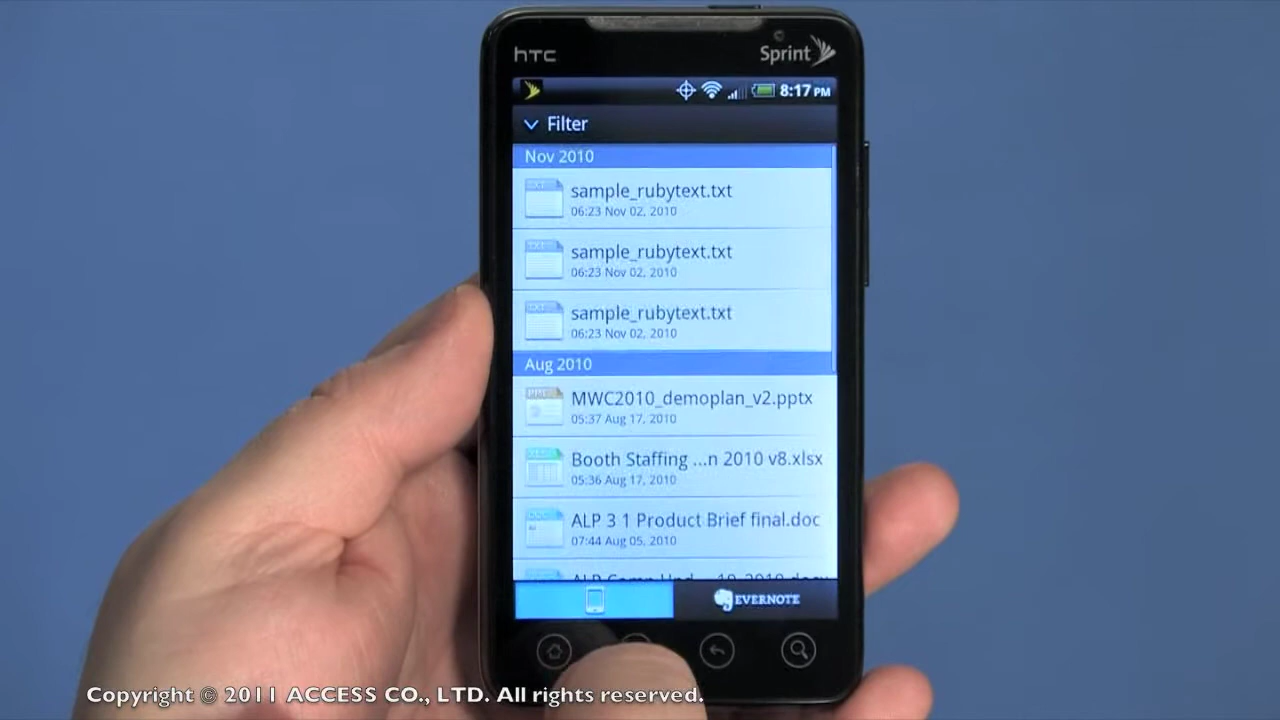 hTC
Sprint
8:17 PM
Filter
Nov 2010
TXT
sample_rubytext.txt
06:23 Nov 02, 2010
TXT
sample_rubytext.txt
06:23 Nov 02, 2010
TXT
sample_rubytext.txt
06:23 Nov 02, 2010
Aug 2010
MWC2010_demoplan_v2.pptx
05:37 Aug 17, 2010
Booth Staffing ...n 2010 v8.xlsx
05:36 Aug 17, 2010
ALP 3 1 Product Brief final.doc
07:44 Aug 05, 2010
EVERNOTE
Copyright © 2011 ACCESS CO., LTD. All rights reserved.